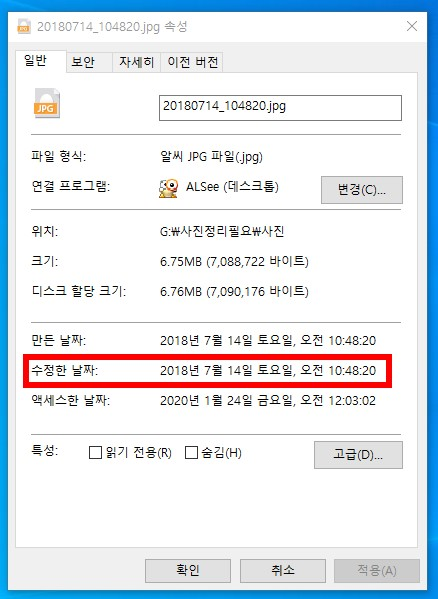 20180714_104820.jpg 속성
일반 보안 자세히 이전 버전
JPG
20180714_104820.jpg
파일 형식: 알씨 JPG 파일(.jpg)
연결 프로그램: ALSee (데스크톱) 변경(C)...
위치: G:₩사진정리필요₩사진
크기: 6.75MB (7,088,722 바이트)
디스크 할당 크기: 6.76MB (7,090,176 바이트)
만든 날짜: 2018년 7월 14일 토요일, 오전 10:48:20
수정한 날짜: 2018년 7월 14일 토요일, 오전 10:48:20
액세스한 날짜: 2020년 1월 24일 금요일, 오전 12:03:02
특성: 읽기 전용(R) 숨김(H) 고급(D)...
확인 취소 적용(A)